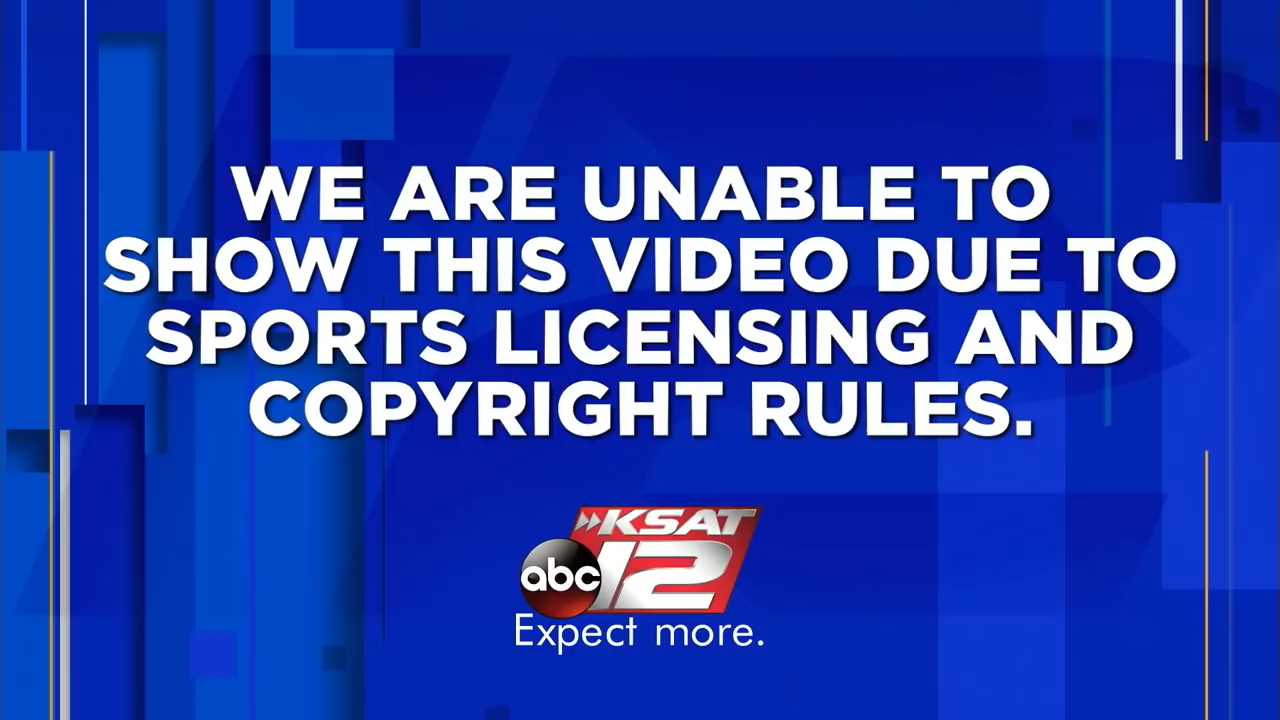 WE ARE UNABLE TO
SHOW THIS VIDEO DUE TO
SPORTS LICENSING AND
COPYRIGHT RULES.
KSAT
abc 12
Expect more.